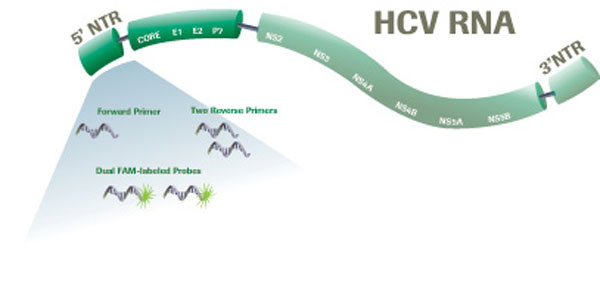 HCV RNA
5' NTR
CORE E1 E2 P7
NS2 NS3 NS4A NS4B NS5A NS5B
3'NTR
Forward Primer
Two Reverse Primers
Dual FAM-labeled Probes